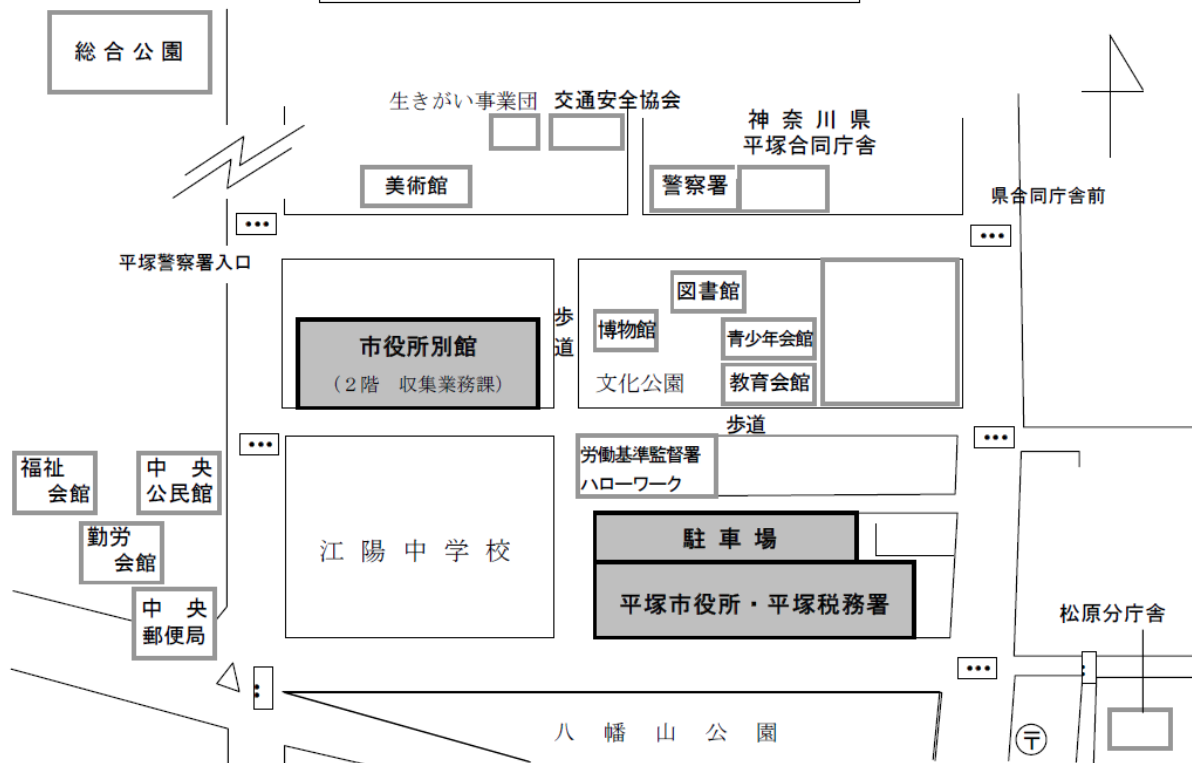 総合公園
生きがい事業団
交通安全協会
神奈川県
平塚合同庁舎
美術館
警察署
県合同庁舎前
平塚警察署入口
図書館
歩道
博物館
青少年会館
市役所別館
（２階　収集業務課）
文化公園
教育会館
歩道
労働基準監督署
ハローワーク
福祉
会館
中央
公民館
勤労
会館
江陽中学校
駐車場
平塚市役所・平塚税務署
中央
郵便局
松原分庁舎
八幡山公園
〒